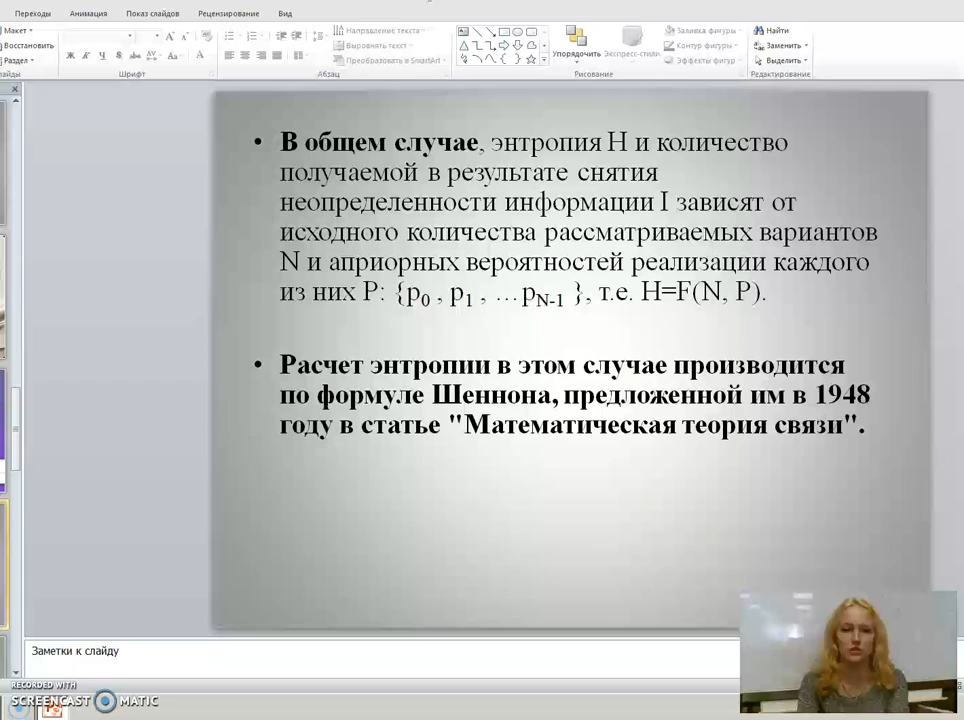 Переходы Анимация Показ слайдов Рецензирование Вид
Макет
Восстановить
Раздел
Ж К Ч S abc AV Aa A
Шрифт
Направление текста
Выровнять текст
Преобразовать в SmartArt
Абзац
Упорядочить Экспресс-стили
Заливка фигуры
Контур фигуры
Эффекты фигур
Рисование
Найти
Заменить
Выделить
Редактирование
• В общем случае, энтропия H и количество
получаемой в результате снятия
неопределенности информации I зависят от
исходного количества рассматриваемых вариантов
N и априорных вероятностей реализации каждого
из них P: {p0 , p1 , …pN-1 }, т.е. H=F(N, P).
• Расчет энтропии в этом случае производится
по формуле Шеннона, предложенной им в 1948
году в статье "Математическая теория связи".
Заметки к слайду
RECORDED WITH
SCREENCAST MATIC